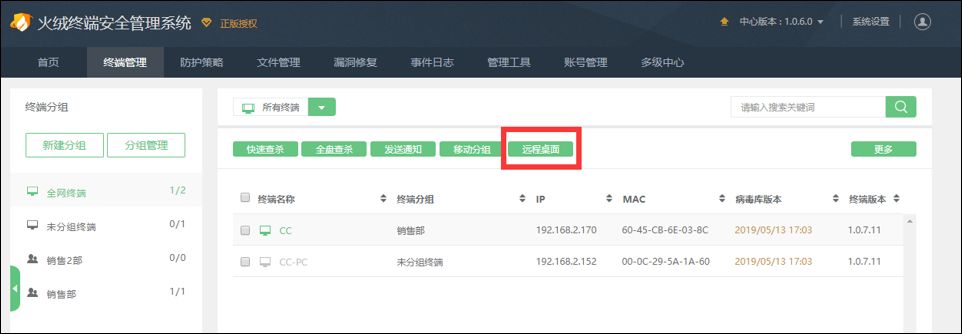 火绒终端安全管理系统 正版授权 中心版本 : 1.0.6.0 系统设置
首页 终端管理 防护策略 文件管理 漏洞修复 事件日志 管理工具 账号管理 多级中心
终端分组
新建分组 分组管理
全网终端 1/2
未分组终端 0/1
销售2部 0/0
销售部 1/1
所有终端 请输入搜索关键词
快速查杀 全盘查杀 发送通知 移动分组 远程桌面 更多
终端名称 终端分组 IP MAC 病毒库版本 终端版本
CC 销售部 192.168.2.170 60-45-CB-6E-03-8C 2019/05/13 17:03 1.0.7.11
CC-PC 未分组终端 192.168.2.152 00-0C-29-5A-1A-60 2019/05/13 17:03 1.0.7.11